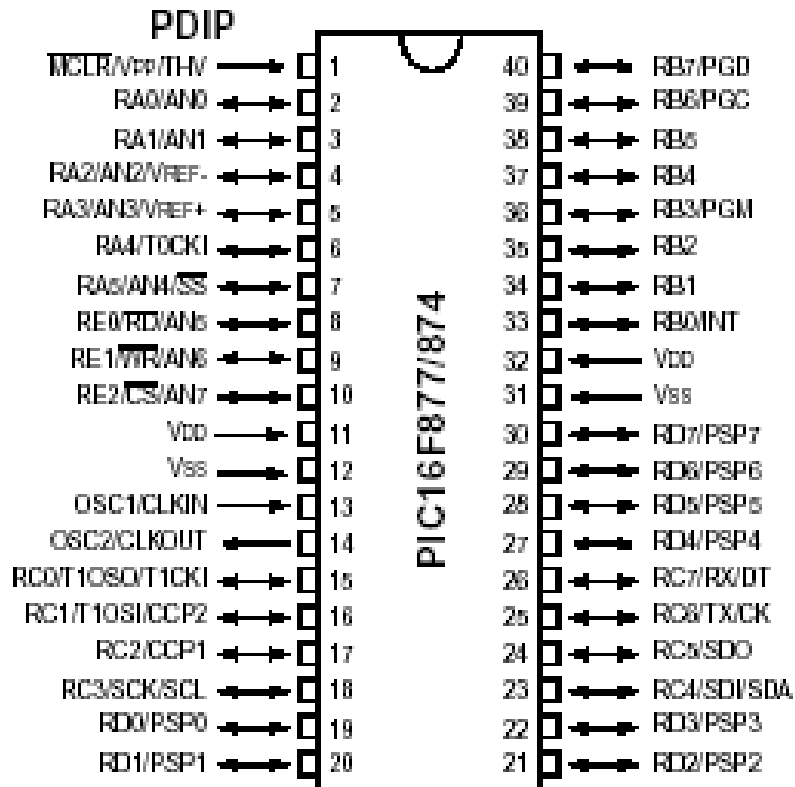 PDIP
MCLR/VPP/THV 1 40 RB7/PGD
RA0/AN0 2 39 RB6/PGC
RA1/AN1 3 38 RB5
RA2/AN2/VREF- 4 37 RB4
RA3/AN3/VREF+ 5 36 RB3/PGM
RA4/T0CKI 6 35 RB2
RA5/AN4/SS 7 34 RB1
RE0/RD/AN5 8 33 RB0/INT
RE1/WR/AN6 9 32 VDD
RE2/CS/AN7 10 31 VSS
VDD 11 30 RD7/PSP7
VSS 12 29 RD6/PSP6
OSC1/CLKIN 13 28 RD5/PSP5
OSC2/CLKOUT 14 27 RD4/PSP4
RC0/T1OSO/T1CKI 15 26 RC7/RX/DT
RC1/T1OSI/CCP2 16 25 RC6/TX/CK
RC2/CCP1 17 24 RC5/SDO
RC3/SCK/SCL 18 23 RC4/SDI/SDA
RD0/PSP0 19 22 RD3/PSP3
RD1/PSP1 20 21 RD2/PSP2
PIC16F877/874